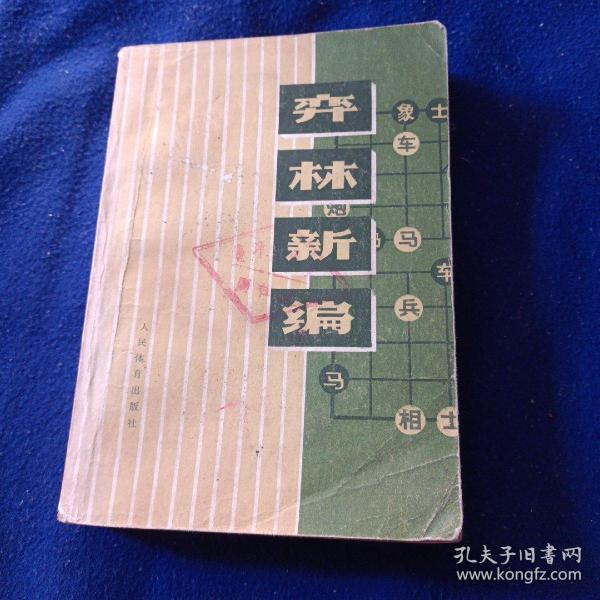 弈
林
新
编
象 士
车
炮
马
车
兵
马
相 士
人民体育出版社
孔夫子旧书网
www.kongfz.com